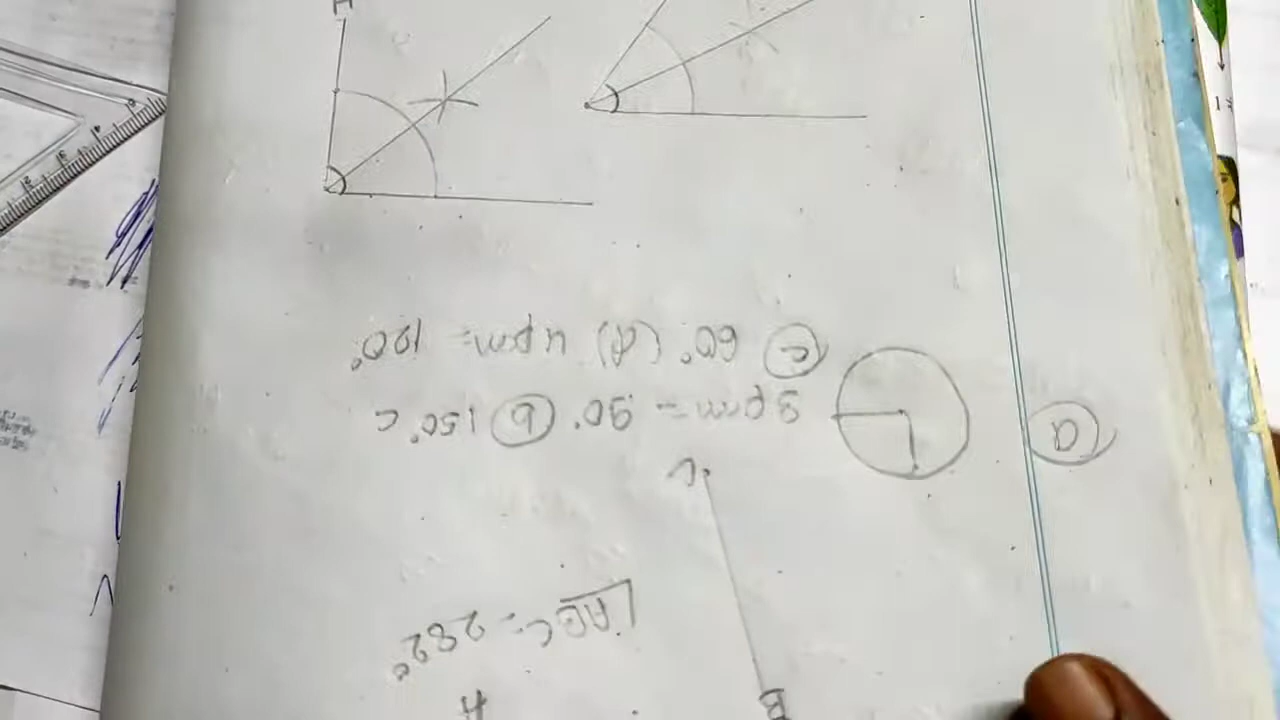 B A
∠ABC = 282°
C
(a) 3pm = 90° (b) 150° c
(c) 60° (d) 4pm = 120°